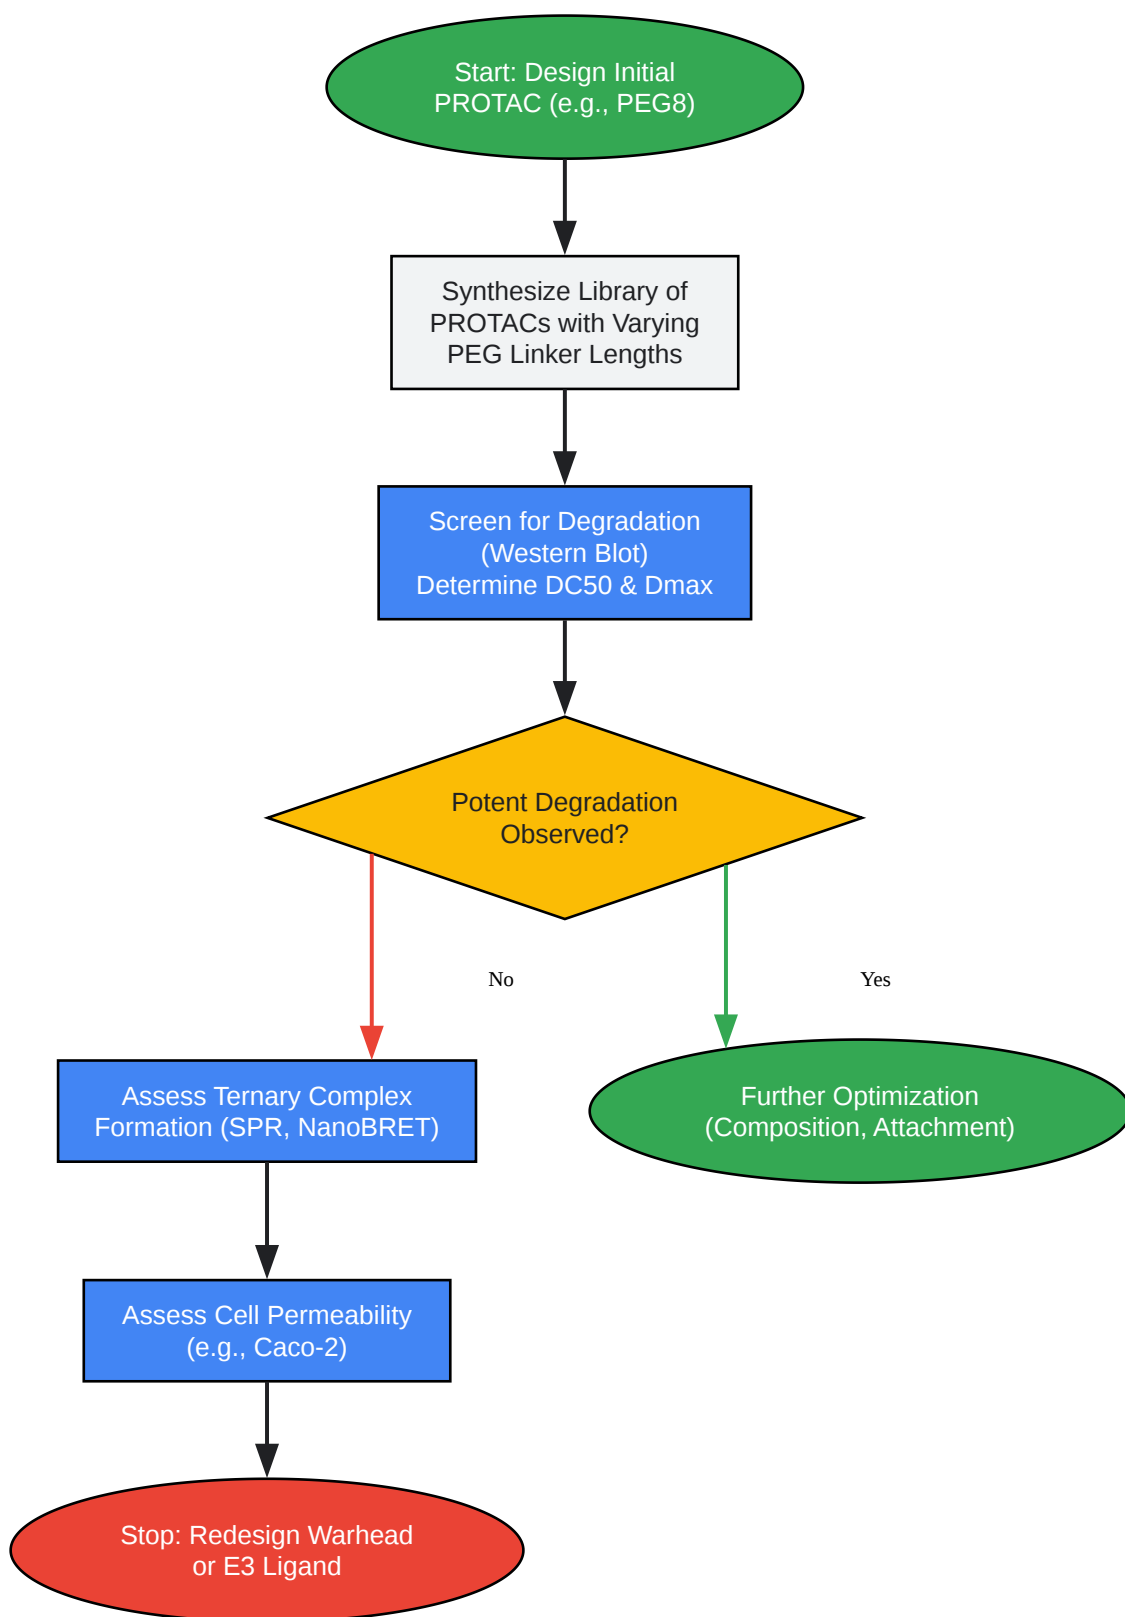 Start: Design Initial
PROTAC (e.g., PEG8)
Synthesize Library of
PROTACs with Varying
PEG Linker Lengths
Screen for Degradation
(Western Blot)
Determine DC50 & Dmax
Potent Degradation
Observed?
No
Yes
Assess Ternary Complex
Formation (SPR, NanoBRET)
Further Optimization
(Composition, Attachment)
Assess Cell Permeability
(e.g., Caco-2)
Stop: Redesign Warhead
or E3 Ligand